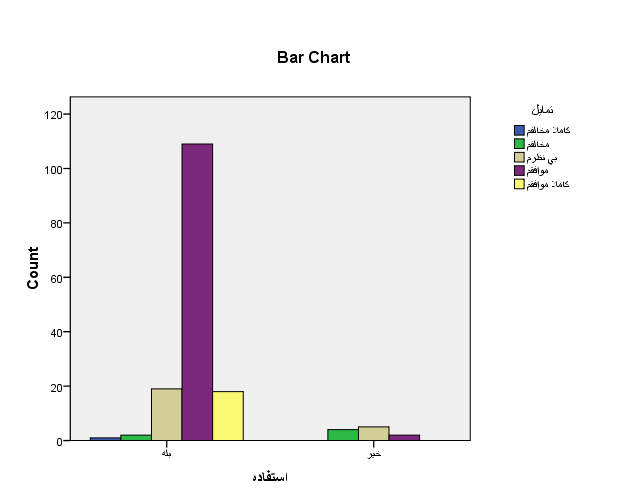 Bar Chart
120
100
80
60
40
20
0
Count
بله
خیر
استفاده
تمایل
کاملا مخالفم
مخالفم
بی نظرم
موافقم
کاملا موافقم